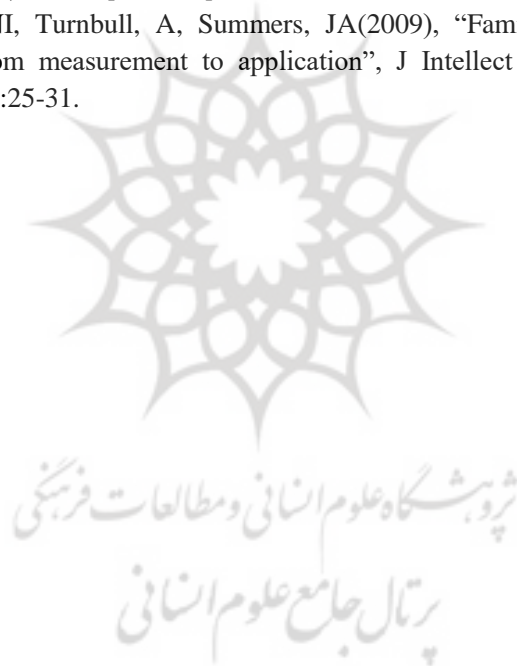 NI, Turnbull, A, Summers, JA(2009), “Fam
om measurement to application”, J Intellect
:25-31.
پژوهشگاه علوم انسانی و مطالعات فرهنگی
پرتال جامع علوم انسانی